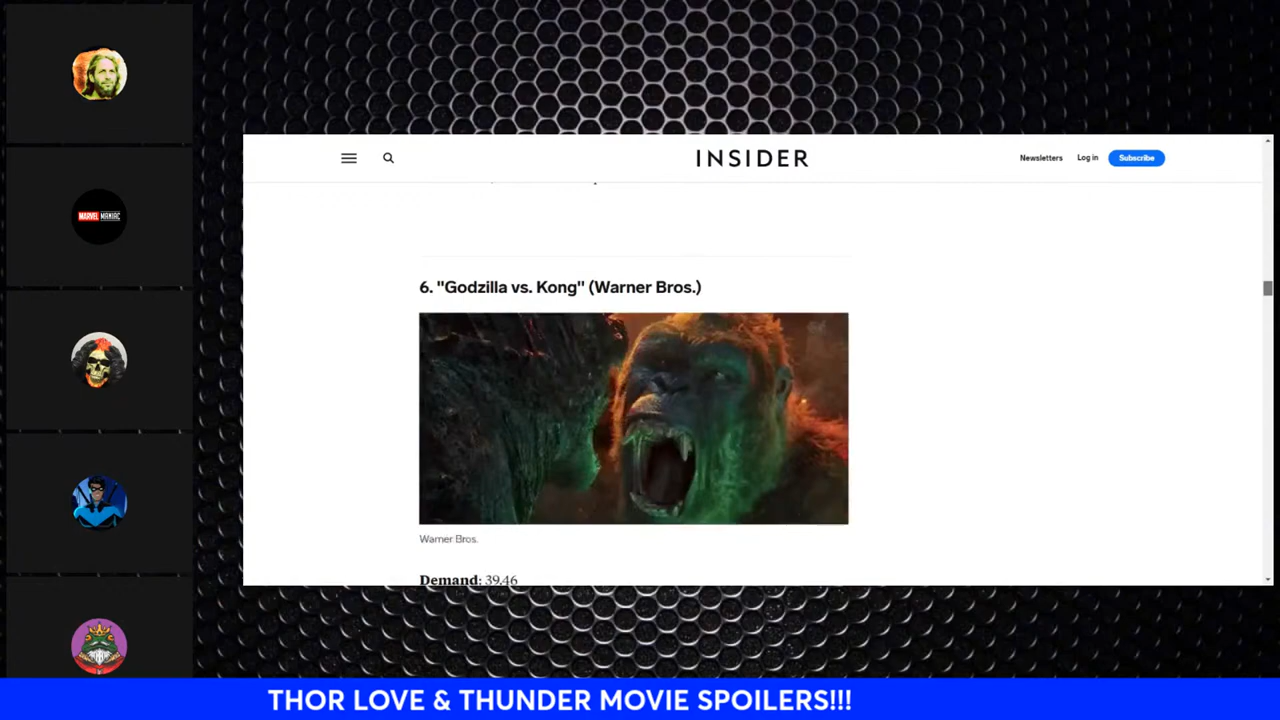 MARVEL MANIAC
INSIDER
Newsletters Log in Subscribe
6. "Godzilla vs. Kong" (Warner Bros.)
Warner Bros.
Demand: 39.46
THOR LOVE & THUNDER MOVIE SPOILERS!!!